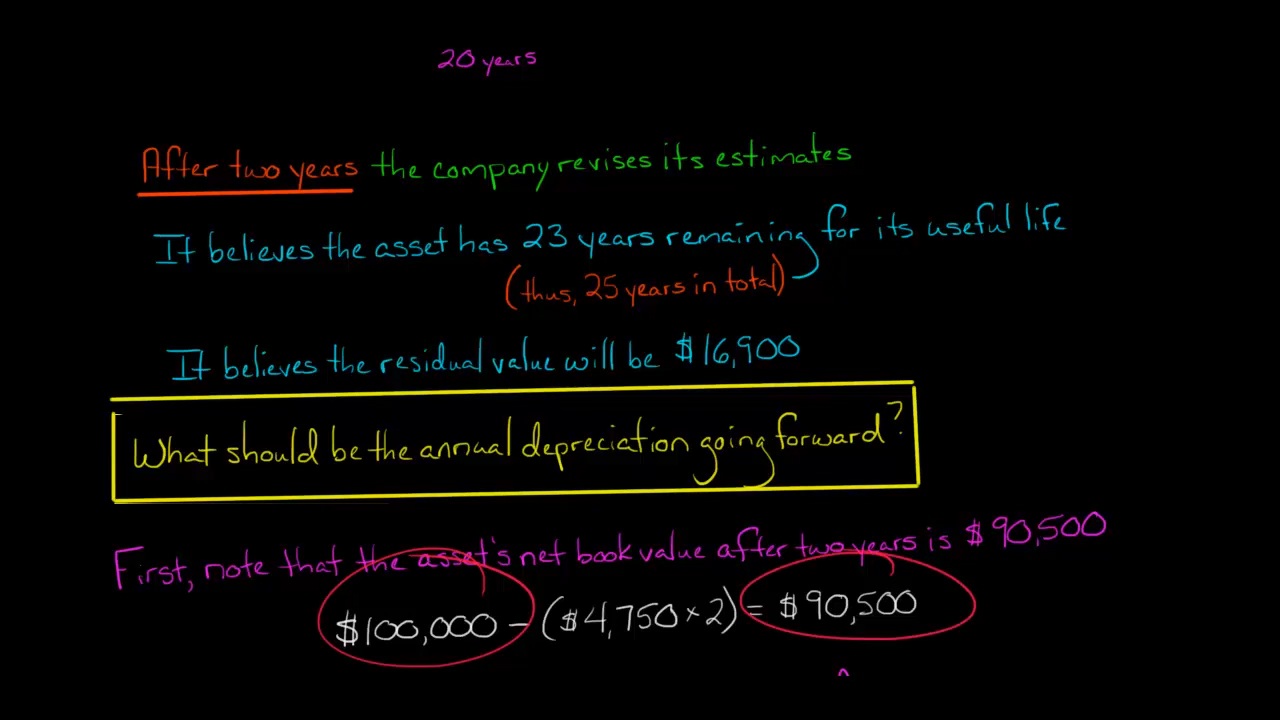 20 years
After two years the company revises its estimates
It believes the asset has 23 years remaining for its useful life
(thus, 25 years in total)
It believes the residual value will be $16,900
What should be the annual depreciation going forward?
First, note that the asset's net book value after two years is $90,500
$100,000 - ($4,750 × 2) = $90,500